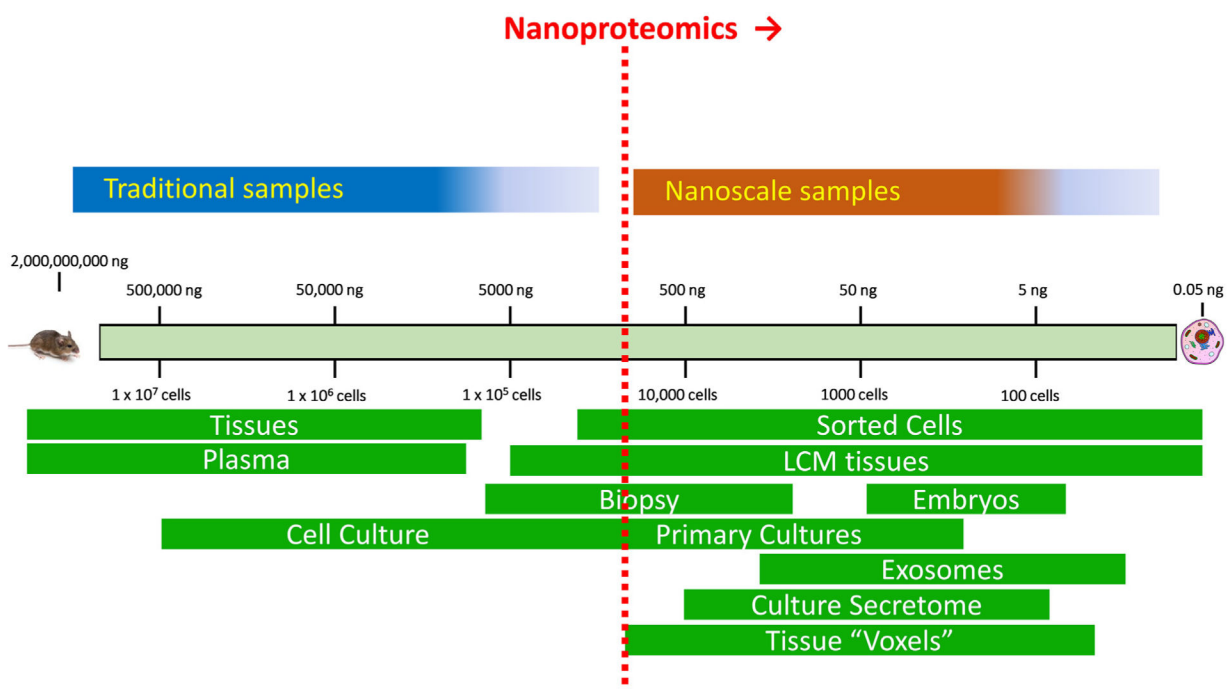 Nanoproteomics →
Traditional samples
Nanoscale samples
2,000,000,000 ng
500,000 ng
50,000 ng
5000 ng
500 ng
50 ng
5 ng
0.05 ng
1 x 10⁷ cells
1 x 10⁶ cells
1 x 10⁵ cells
10,000 cells
1000 cells
100 cells
Tissues
Sorted Cells
Plasma
LCM tissues
Biopsy
Embryos
Cell Culture
Primary Cultures
Exosomes
Culture Secretome
Tissue “Voxels”